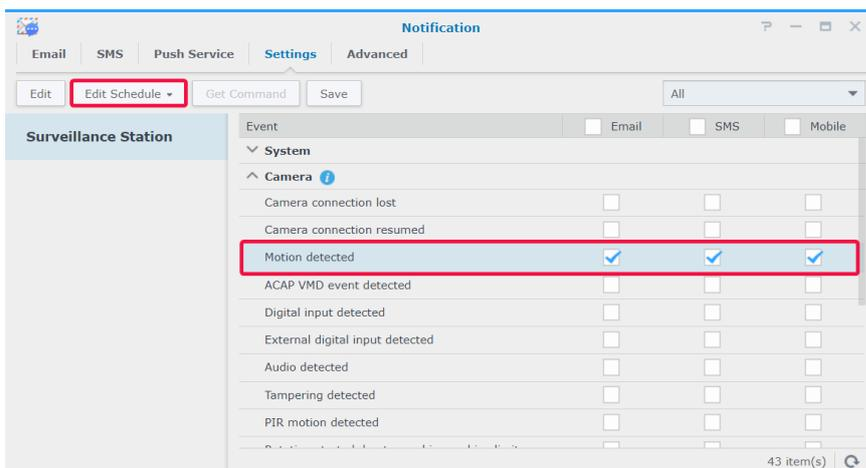 Notification
Email SMS Push Service Settings Advanced
Edit Edit Schedule Get Command Save All
Surveillance Station
Event Email SMS Mobile
System
Camera
Camera connection lost
Camera connection resumed
Motion detected
ACAP VMD event detected
Digital input detected
External digital input detected
Audio detected
Tampering detected
PIR motion detected
43 item(s)